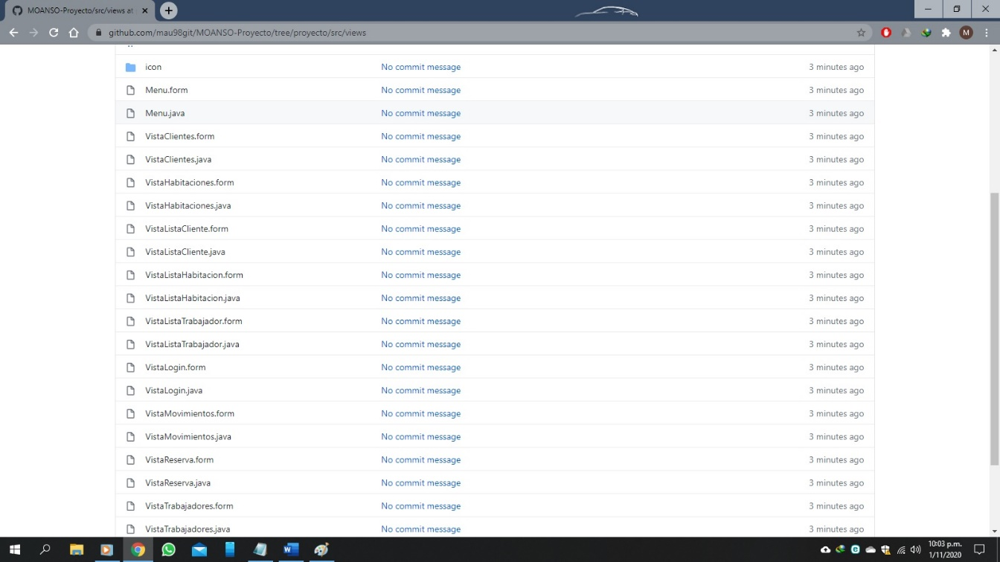 MOANSO-Proyecto/src/views at
github.com/mau98git/MOANSO-Proyecto/tree/proyecto/src/views
M
..
icon No commit message 3 minutes ago
Menu.form No commit message 3 minutes ago
Menu.java No commit message 3 minutes ago
VistaClientes.form No commit message 3 minutes ago
VistaClientes.java No commit message 3 minutes ago
VistaHabitaciones.form No commit message 3 minutes ago
VistaHabitaciones.java No commit message 3 minutes ago
VistaListaCliente.form No commit message 3 minutes ago
VistaListaCliente.java No commit message 3 minutes ago
VistaListaHabitacion.form No commit message 3 minutes ago
VistaListaHabitacion.java No commit message 3 minutes ago
VistaListaTrabajador.form No commit message 3 minutes ago
VistaListaTrabajador.java No commit message 3 minutes ago
VistaLogin.form No commit message 3 minutes ago
VistaLogin.java No commit message 3 minutes ago
VistaMovimientos.form No commit message 3 minutes ago
VistaMovimientos.java No commit message 3 minutes ago
VistaReserva.form No commit message 3 minutes ago
VistaReserva.java No commit message 3 minutes ago
VistaTrabajadores.form No commit message 3 minutes ago
VistaTrabajadores.java No commit message 3 minutes ago
10:03 p.m.
1/11/2020